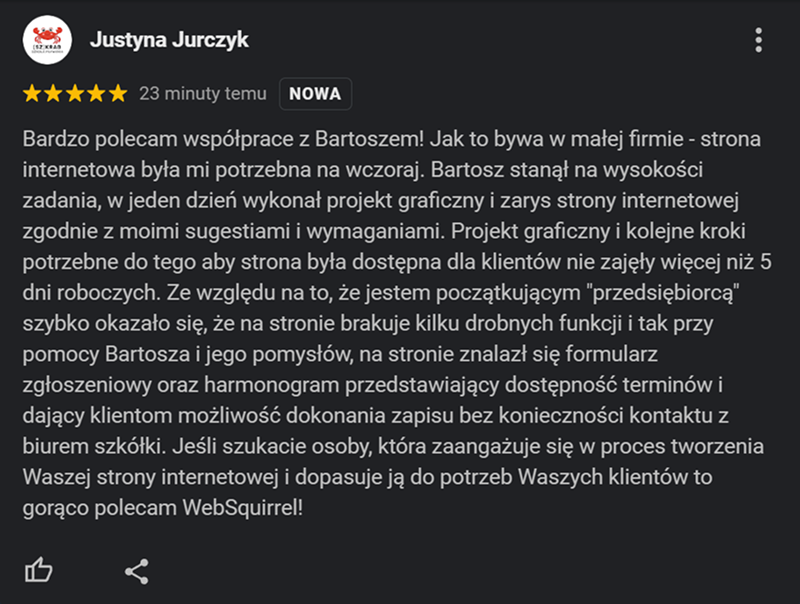 Justyna Jurczyk
23 minuty temu NOWA
Bardzo polecam współprace z Bartoszem! Jak to bywa w małej firmie - strona
internetowa była mi potrzebna na wczoraj. Bartosz stanął na wysokości
zadania, w jeden dzień wykonał projekt graficzny i zarys strony internetowej
zgodnie z moimi sugestiami i wymaganiami. Projekt graficzny i kolejne kroki
potrzebne do tego aby strona była dostępna dla klientów nie zajęły więcej niż 5
dni roboczych. Ze względu na to, że jestem początkującym "przedsiębiorcą"
szybko okazało się, że na stronie brakuje kilku drobnych funkcji i tak przy
pomocy Bartosza i jego pomysłów, na stronie znalazł się formularz
zgłoszeniowy oraz harmonogram przedstawiający dostępność terminów i
dający klientom możliwość dokonania zapisu bez konieczności kontaktu z
biurem szkółki. Jeśli szukacie osoby, która zaangażuje się w proces tworzenia
Waszej strony internetowej i dopasuje ją do potrzeb Waszych klientów to
gorąco polecam WebSquirrel!